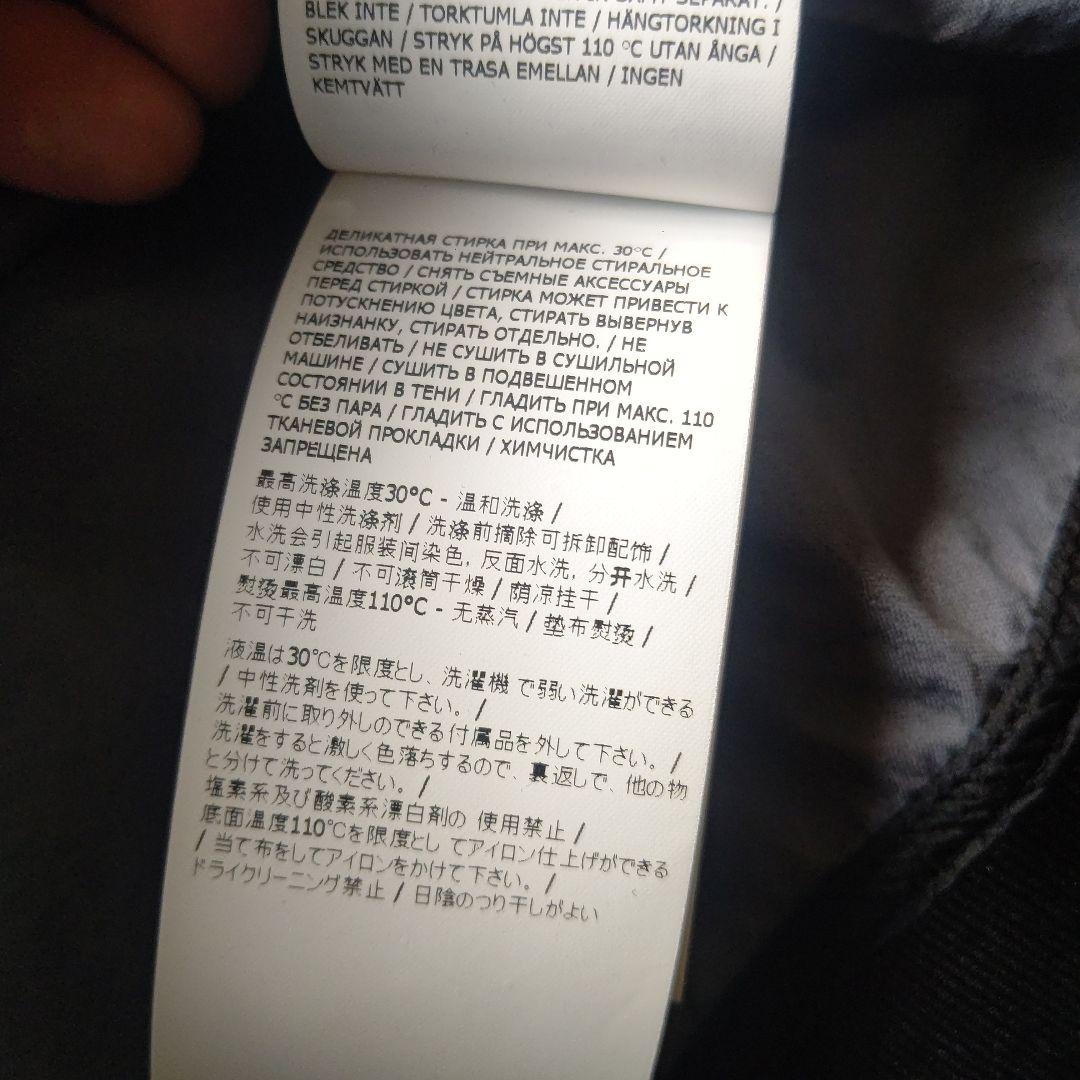 BLEK INTE / TORKTUMLA INTE / HÄNGTORKNING I
SKUGGAN / STRYK PÅ HÖGST 110 °C UTAN ÅNGA /
STRYK MED EN TRASA EMELLAN / INGEN
KEMTVÄTT
ДЕЛИКАТНАЯ СТИРКА ПРИ МАКС. 30°C /
ИСПОЛЬЗОВАТЬ НЕЙТРАЛЬНОЕ СТИРАЛЬНОЕ
СРЕДСТВО / СНЯТЬ СЪЕМНЫЕ АКСЕССУАРЫ
ПЕРЕД СТИРКОЙ / СТИРКА МОЖЕТ ПРИВЕСТИ К
ПОТУСКНЕНИЮ ЦВЕТА, СТИРАТЬ ВЫВЕРНУВ
НАИЗНАНКУ, СТИРАТЬ ОТДЕЛЬНО. / НЕ
ОТБЕЛИВАТЬ / НЕ СУШИТЬ В СУШИЛЬНОЙ
МАШИНЕ / СУШИТЬ В ПОДВЕШЕННОМ
СОСТОЯНИИ В ТЕНИ / ГЛАДИТЬ ПРИ МАКС. 110
°C БЕЗ ПАРА / ГЛАДИТЬ С ИСПОЛЬЗОВАНИЕМ
ТКАНЕВОЙ ПРОКЛАДКИ / ХИМЧИСТКА
ЗАПРЕЩЕНА
最高洗涤温度30°C - 温和洗涤 /
使用中性洗涤剂 / 洗涤前摘除可拆卸配饰 /
水洗会引起服装间染色, 反面水洗, 分开水洗 /
不可漂白 / 不可滚筒干燥 / 荫凉挂干 /
熨烫最高温度110°C - 无蒸汽 / 垫布熨烫 /
不可干洗
液温は30℃を限度とし、洗濯機 で弱い洗濯ができる
/ 中性洗剤を使って下さい。 /
洗濯前に取り外しのできる付属品を外して下さい。 /
洗濯をすると激しく色落ちするので、裏返しで、他の物
と分けて洗ってください。 /
塩素系及び酸素系漂白剤の 使用禁止 /
底面温度110℃を限度とし てアイロン仕上げができる
/ 当て布をしてアイロンをかけて下さい。 /
ドライクリーニング禁止 / 日陰のつり干しがよい